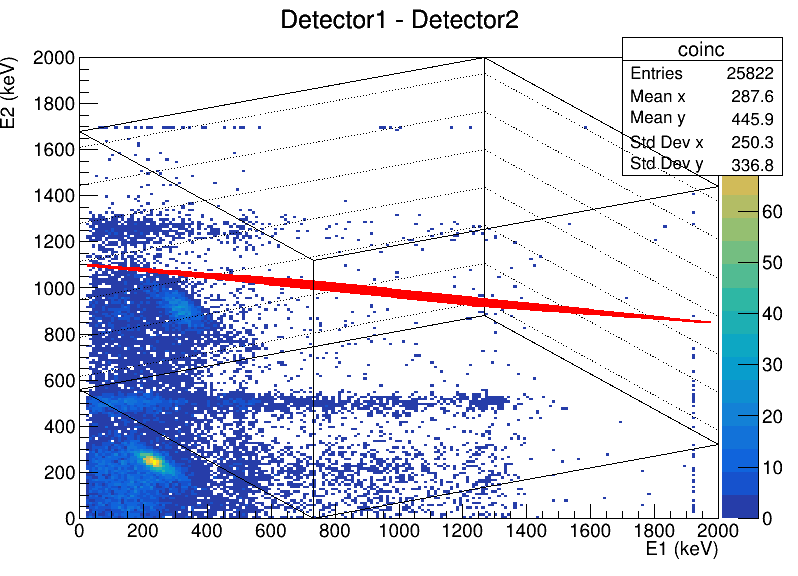 Detector1 - Detector2
E2 (keV)
2000
1800
1600
1400
1200
1000
800
600
400
200
0
coinc
Entries 25822
Mean x 287.6
Mean y 445.9
Std Dev x 250.3
Std Dev y 336.8
60
50
40
30
20
10
0
0 200 400 600 800 1000 1200 1400 1600 1800 2000
E1 (keV)